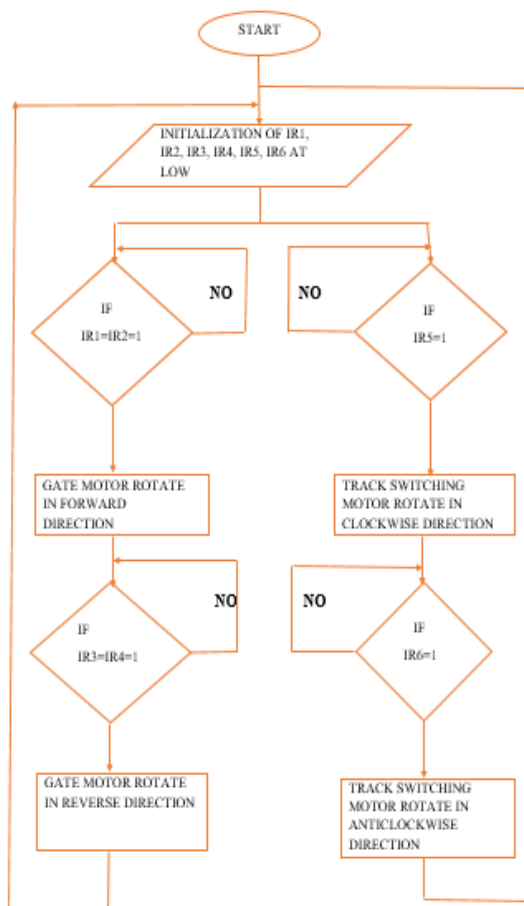 START
INITIALIZATION OF IR1,
IR2, IR3, IR4, IR5, IR6 AT
LOW
NO
IF
IR1=IR2=1
NO
IF
IR5=1
GATE MOTOR ROTATE
IN FORWARD
DIRECTION
TRACK SWITCHING
MOTOR ROTATE IN
CLOCKWISE DIRECTION
NO
IF
IR3=IR4=1
NO
IF
IR6=1
GATE MOTOR ROTATE
IN REVERSE DIRECTION
TRACK SWITCHING
MOTOR ROTATE IN
ANTICLOCKWISE
DIRECTION